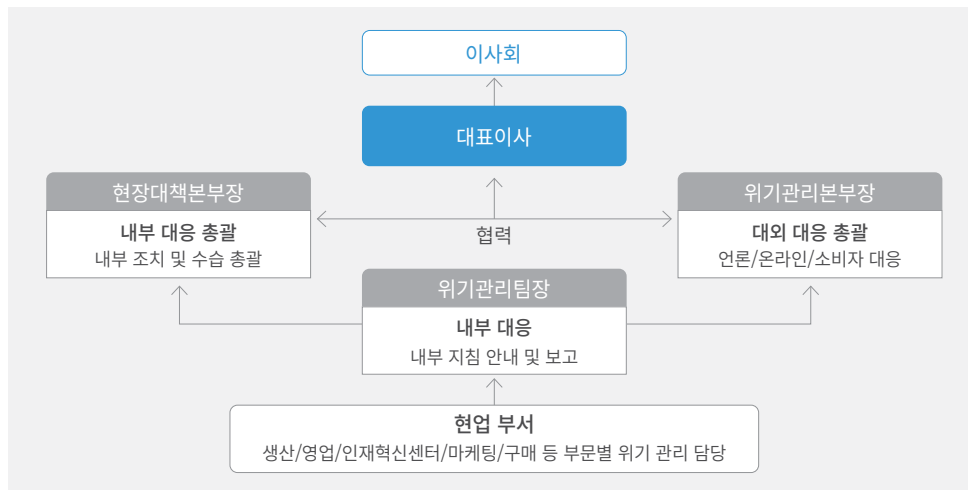 이사회
대표이사
현장대책본부장
내부 대응 총괄
내부 조치 및 수습 총괄
협력
위기관리본부장
대외 대응 총괄
언론/온라인/소비자 대응
위기관리팀장
내부 대응
내부 지침 안내 및 보고
현업 부서
생산/영업/인재혁신센터/마케팅/구매 등 부문별 위기 관리 담당